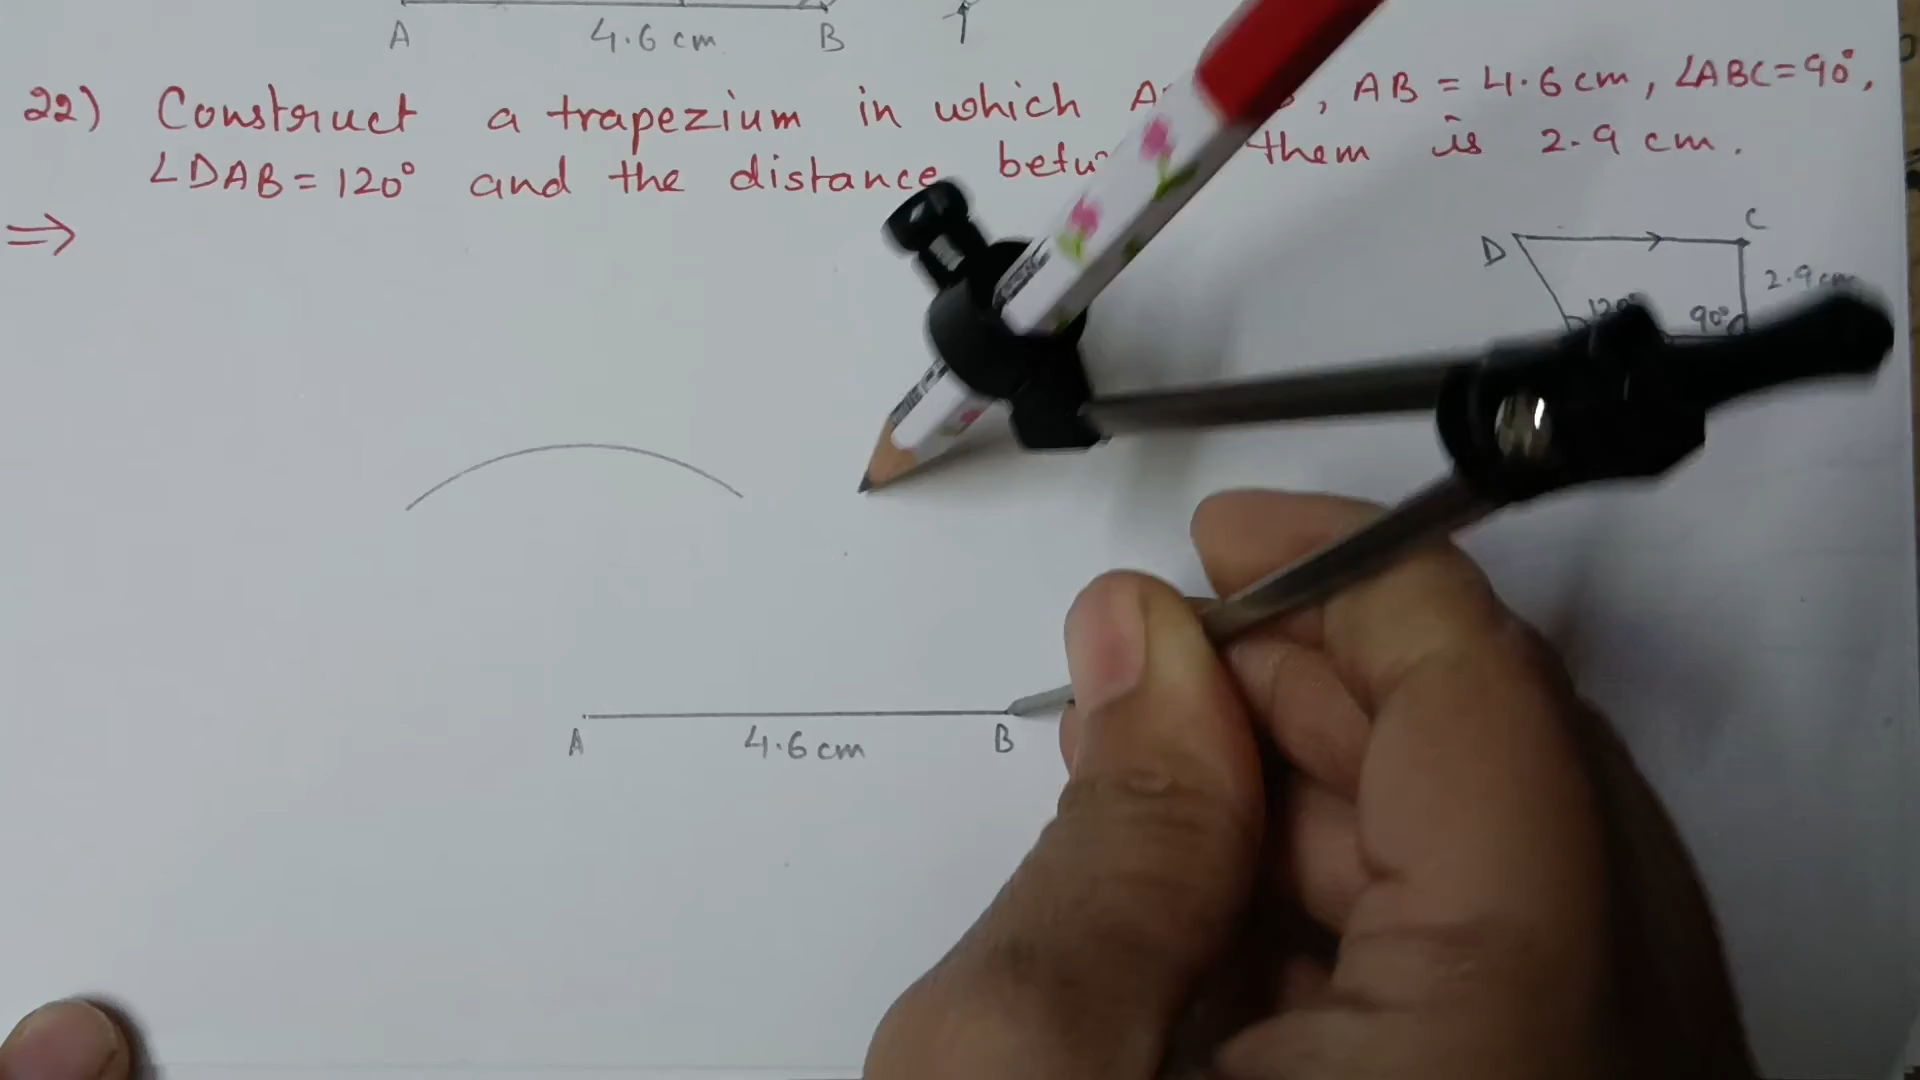 A 4.6 cm B
22) Construct a trapezium in which , AB = 4.6 cm, ∠ABC=90°,
∠DAB = 120° and the distance them is 2.9 cm.
⇒
D C
2.9 cm
120° 90°
A 4.6 cm B